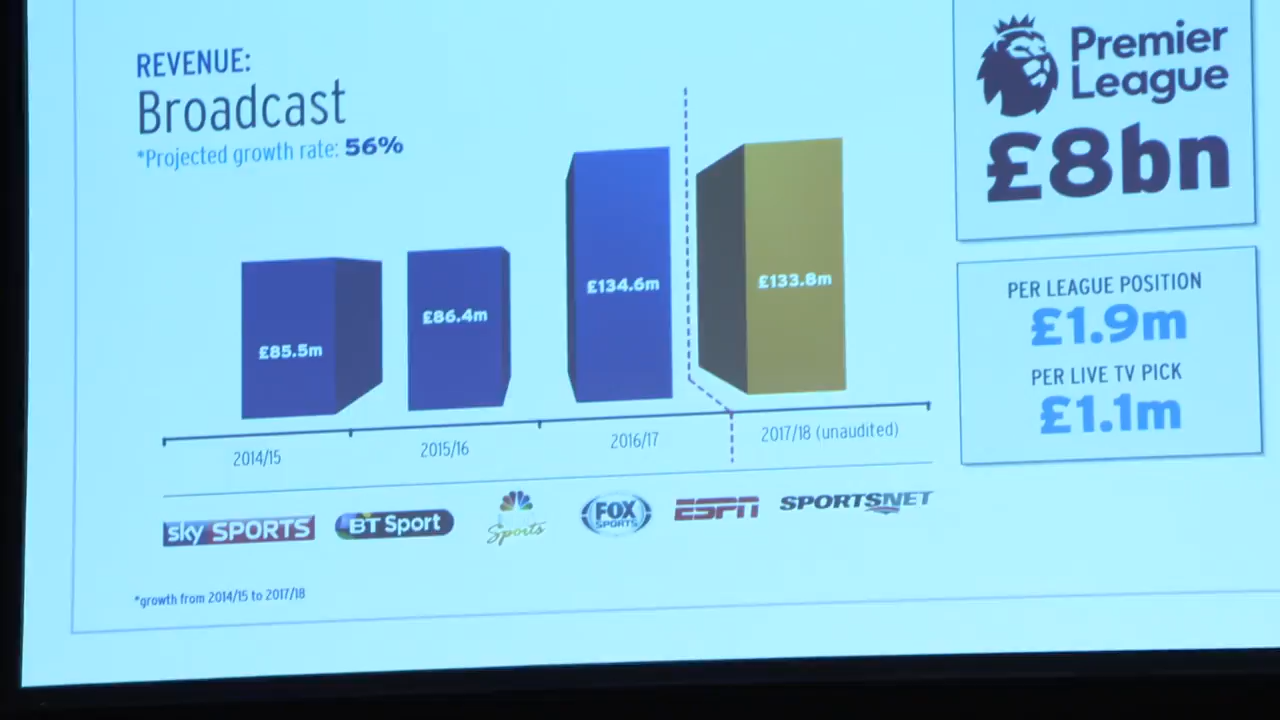 REVENUE:
Broadcast
*Projected growth rate: 56%
£85.5m
£86.4m
£134.6m
£133.8m
2014/15
2015/16
2016/17
2017/18 (unaudited)
sky SPORTS
BT Sport
Sports
FOX
SPORTS
ESPN
SPORTSNET
*growth from 2014/15 to 2017/18
Premier
League
£8bn
PER LEAGUE POSITION
£1.9m
PER LIVE TV PICK
£1.1m